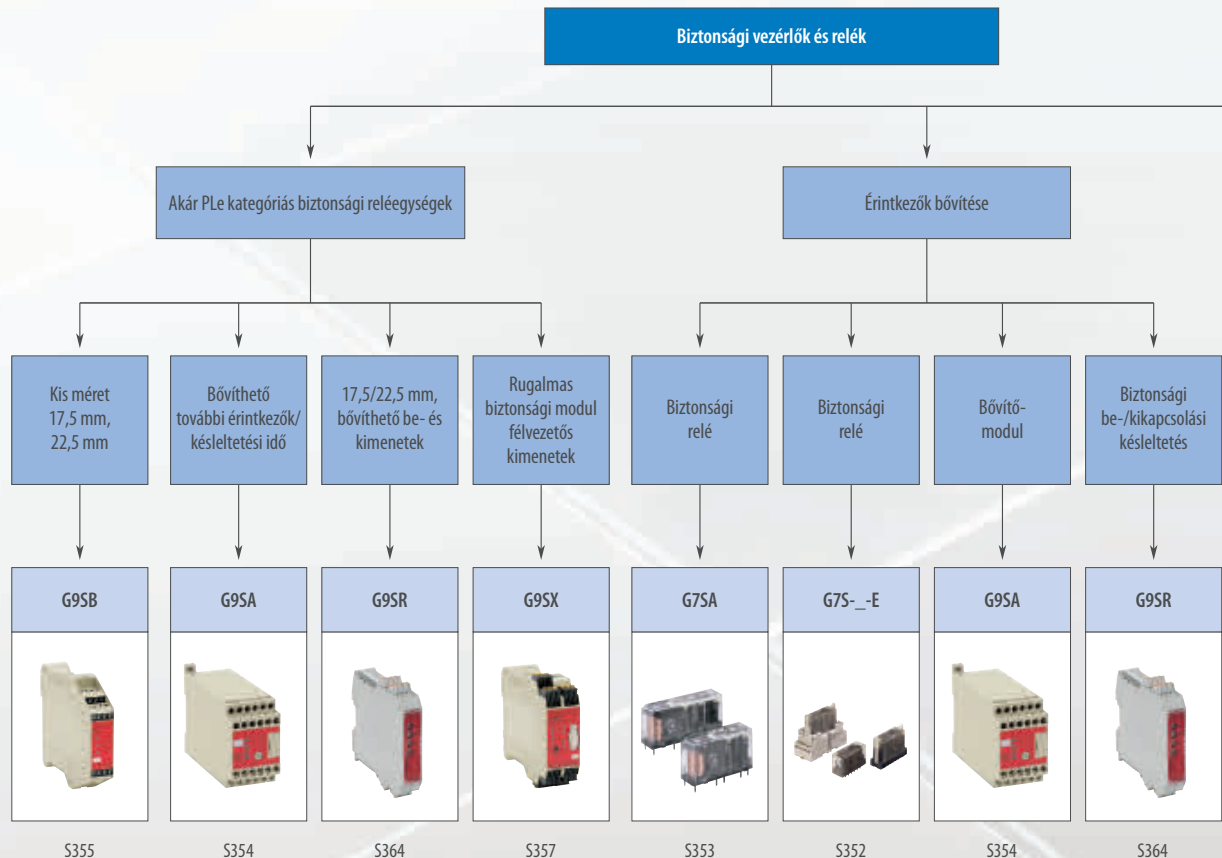 Biztonsági vezérlők és relék
Akár PLe kategóriás biztonsági reléegységek
Érintkezők bővítése
Kis méret
17,5 mm,
22,5 mm
Bővíthető
további érintkezők/
késleltetési idő
17,5/22,5 mm,
bővíthető be- és
kimenetek
Rugalmas
biztonsági modul
félvezetős
kimenetek
Biztonsági
relé
Biztonsági
relé
Bővítő-
modul
Biztonsági
be-/kikapcsolási
késleltetés
G9SB
G9SA
G9SR
G9SX
G7SA
G7S-_-E
G9SA
G9SR
S355
S354
S364
S357
S353
S352
S354
S364